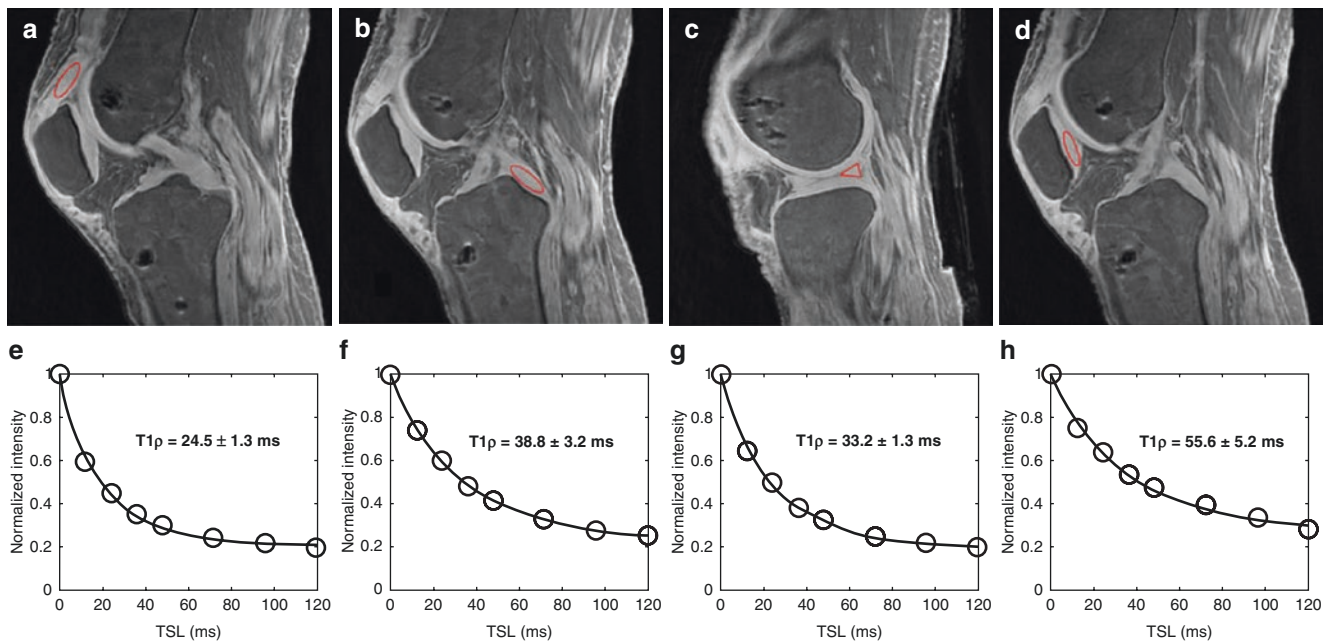 a b c d
e f g h
1 1 1 1
0.8 0.8 0.8 0.8
T1ρ = 24.5 ± 1.3 ms T1ρ = 38.8 ± 3.2 ms T1ρ = 33.2 ± 1.3 ms T1ρ = 55.6 ± 5.2 ms
0.6 0.6 0.6 0.6
Normalized intensity Normalized intensity Normalized intensity Normalized intensity
0.4 0.4 0.4 0.4
0.2 0.2 0.2 0.2
0 0 0 0
0 20 40 60 80 100 120 0 20 40 60 80 100 120 0 20 40 60 80 100 120 0 20 40 60 80 100 120
TSL (ms) TSL (ms) TSL (ms) TSL (ms)